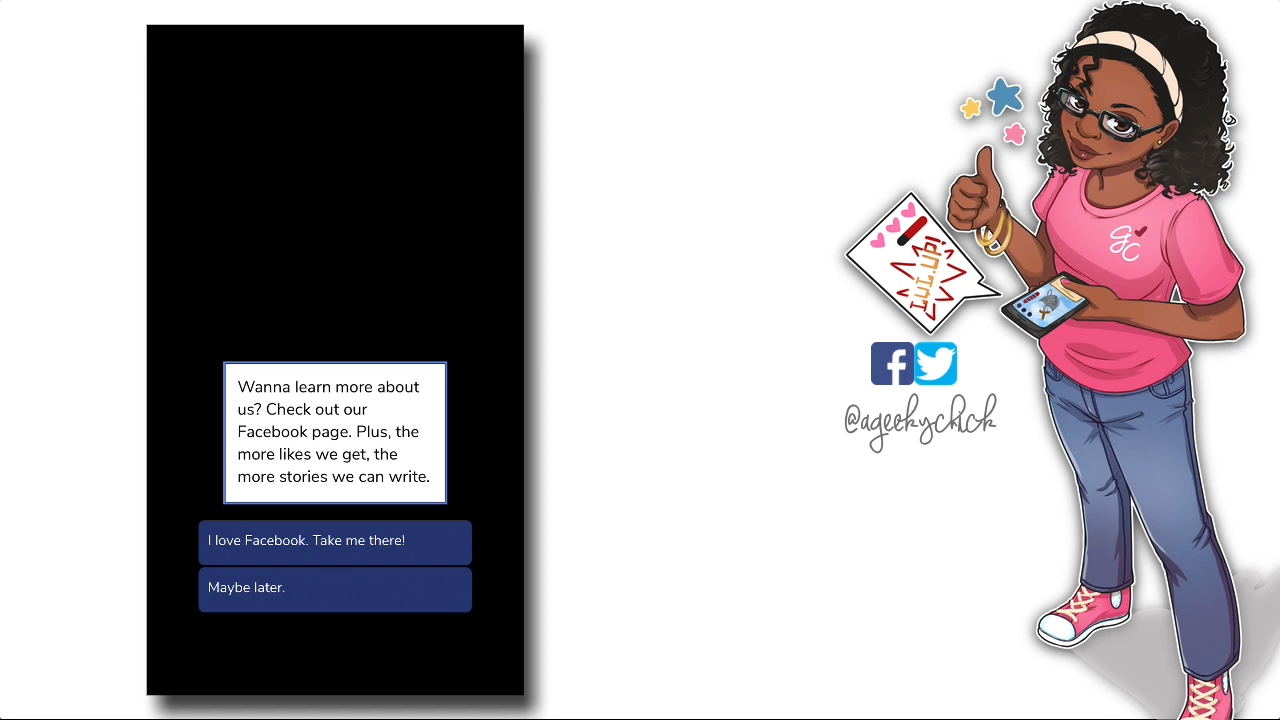 Wanna learn more about
us? Check out our
Facebook page. Plus, the
more likes we get, the
more stories we can write.
I love Facebook. Take me there!
Maybe later.
LVL.UP!
@ageekychick
GC